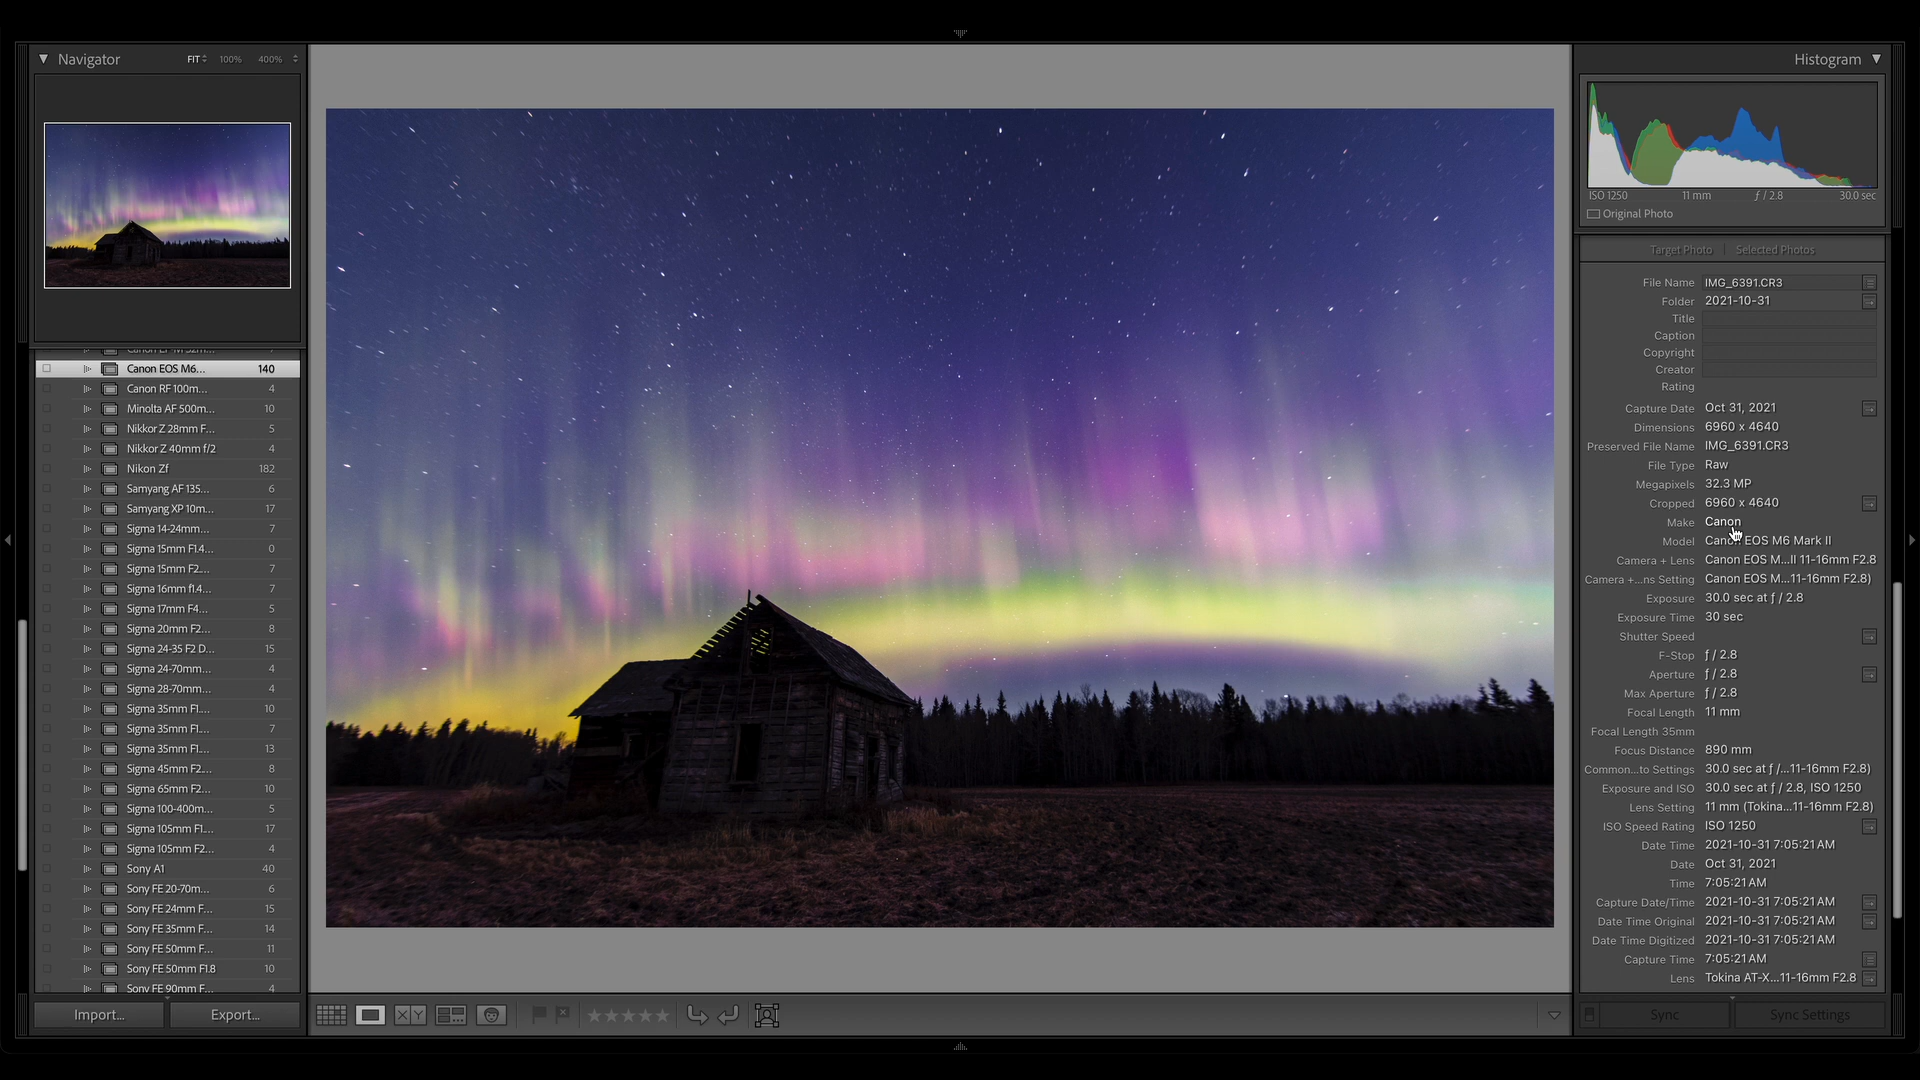 Navigator FIT 100% 400%
Canon EOS M6... 140
Canon RF 100m... 4
Minolta AF 500m... 10
Nikkor Z 28mm F... 5
Nikkor Z 40mm f/2 4
Nikon Zf 182
Samyang AF 135... 6
Samyang XP 10m... 17
Sigma 14-24mm... 7
Sigma 15mm F1.4... 0
Sigma 15mm F2.... 7
Sigma 16mm f1.4... 7
Sigma 17mm F4... 5
Sigma 20mm F2... 8
Sigma 24-35 F2 D... 15
Sigma 24-70mm... 4
Sigma 28-70mm... 4
Sigma 35mm F1.... 10
Sigma 35mm F1.... 7
Sigma 35mm F1.... 13
Sigma 45mm F2.... 8
Sigma 65mm F2... 10
Sigma 100-400m... 5
Sigma 105mm F1.... 17
Sigma 105mm F2... 4
Sony A1 40
Sony FE 20-70m... 6
Sony FE 24mm F... 15
Sony FE 35mm F... 14
Sony FE 50mm F... 11
Sony FE 50mm F1.8 10
Sony FE 90mm F... 4
Import... Export...
XY
Histogram
ISO 1250 11 mm ƒ / 2.8 30.0 sec
Original Photo
Target Photo Selected Photos
File Name IMG_6391.CR3
Folder 2021-10-31
Title
Caption
Copyright
Creator
Rating
Capture Date Oct 31, 2021
Dimensions 6960 x 4640
Preserved File Name IMG_6391.CR3
File Type Raw
Megapixels 32.3 MP
Cropped 6960 x 4640
Make Canon
Model Canon EOS M6 Mark II
Camera + Lens Canon EOS M...II 11-16mm F2.8
Camera +...ns Setting Canon EOS M...11-16mm F2.8)
Exposure 30.0 sec at ƒ / 2.8
Exposure Time 30 sec
Shutter Speed
F-Stop ƒ / 2.8
Aperture ƒ / 2.8
Max Aperture ƒ / 2.8
Focal Length 11 mm
Focal Length 35mm
Focus Distance 890 mm
Common...to Settings 30.0 sec at ƒ /...11-16mm F2.8)
Exposure and ISO 30.0 sec at ƒ / 2.8, ISO 1250
Lens Setting 11 mm (Tokina...11-16mm F2.8)
ISO Speed Rating ISO 1250
Date Time 2021-10-31 7:05:21 AM
Date Oct 31, 2021
Time 7:05:21 AM
Capture Date/Time 2021-10-31 7:05:21 AM
Date Time Original 2021-10-31 7:05:21 AM
Date Time Digitized 2021-10-31 7:05:21 AM
Capture Time 7:05:21 AM
Lens Tokina AT-X...11-16mm F2.8
Sync Sync Settings